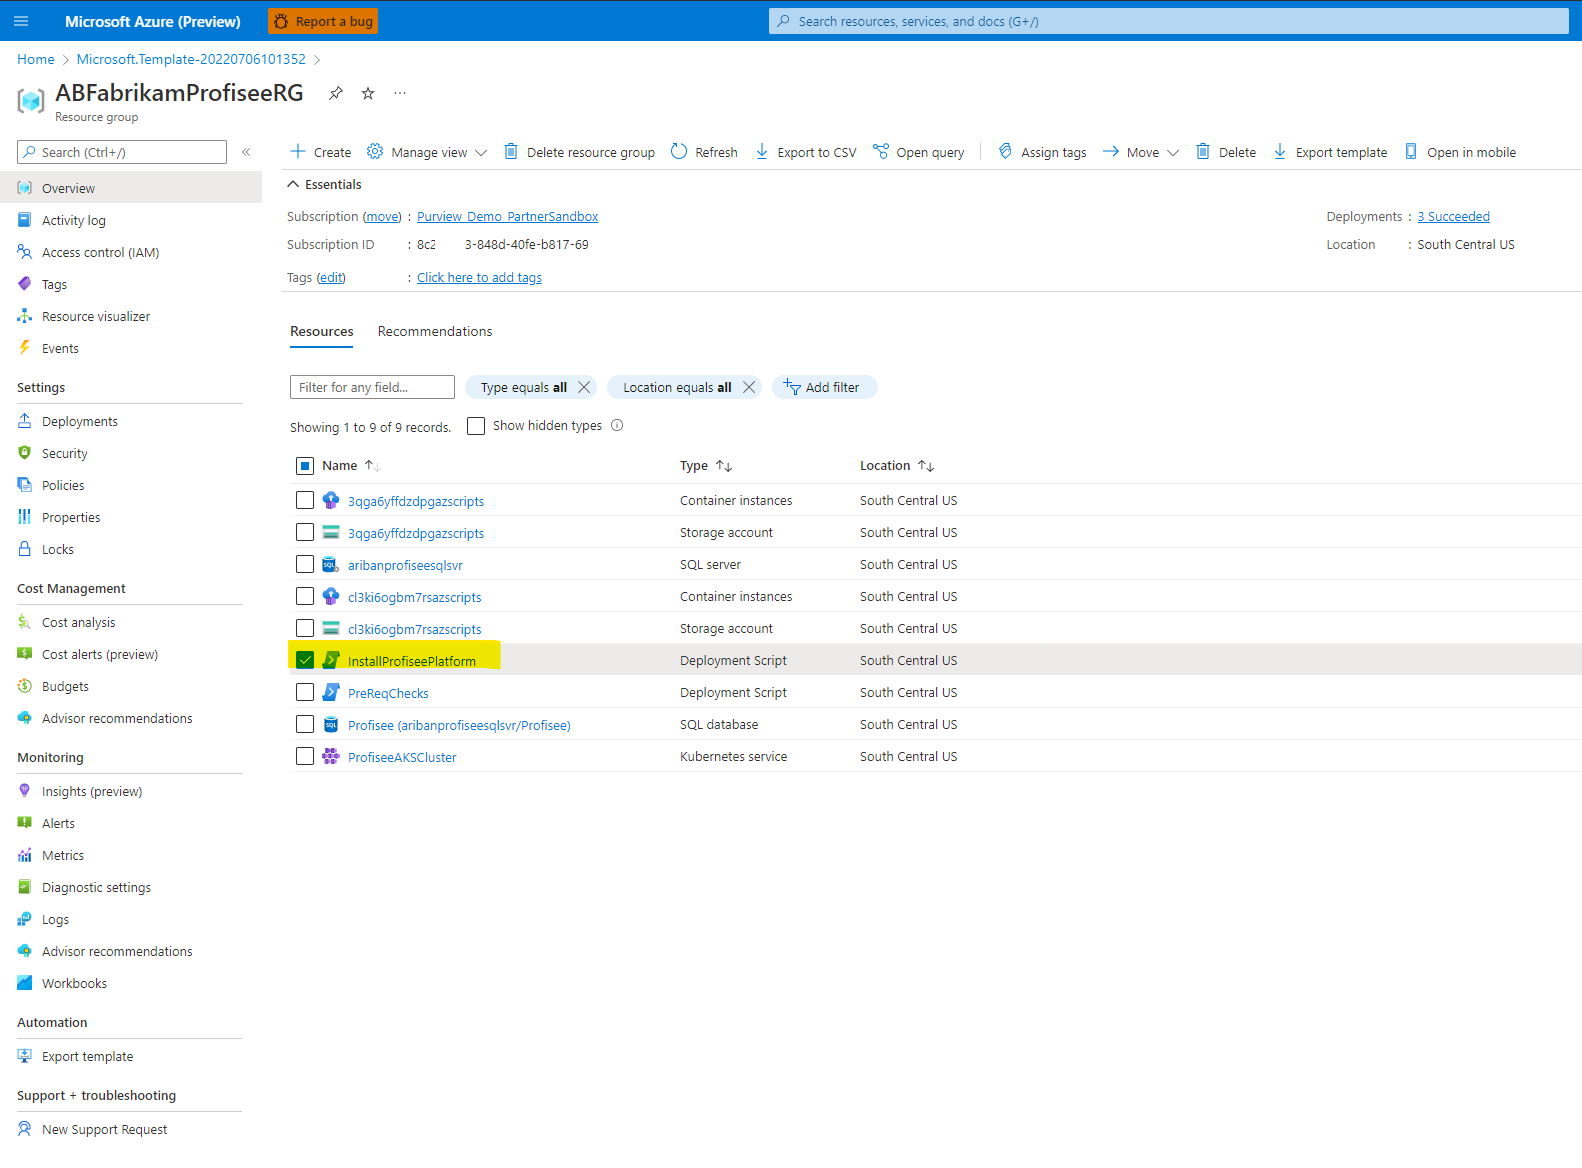 Microsoft Azure (Preview) Report a bug Search resources, services, and docs (G+/)
Home > Microsoft.Template-20220706101352 >
ABFabrikamProfiseeRG ...
Resource group
Search (Ctrl+/) «
Create Manage view Delete resource group Refresh Export to CSV Open query Assign tags Move Delete Export template Open in mobile
Overview
Activity log
Access control (IAM)
Tags
Resource visualizer
Events
Settings
Deployments
Security
Policies
Properties
Locks
Cost Management
Cost analysis
Cost alerts (preview)
Budgets
Advisor recommendations
Monitoring
Insights (preview)
Alerts
Metrics
Diagnostic settings
Logs
Advisor recommendations
Workbooks
Automation
Export template
Support + troubleshooting
New Support Request
Essentials
Subscription (move) : Purview_Demo_PartnerSandbox Deployments : 3 Succeeded
Subscription ID : 8c2 3-848d-40fe-b817-69 Location : South Central US
Tags (edit) : Click here to add tags
Resources Recommendations
Filter for any field... Type equals all Location equals all Add filter
Showing 1 to 9 of 9 records. Show hidden types
Name Type Location
3qga6yffdzdpgazscripts Container instances South Central US
3qga6yffdzdpgazscripts Storage account South Central US
aribanprofiseesqlsvr SQL server South Central US
cl3ki6ogbm7rsazscripts Container instances South Central US
cl3ki6ogbm7rsazscripts Storage account South Central US
InstallProfiseePlatform Deployment Script South Central US
PreReqChecks Deployment Script South Central US
Profisee (aribanprofiseesqlsvr/Profisee) SQL database South Central US
ProfiseeAKSCluster Kubernetes service South Central US